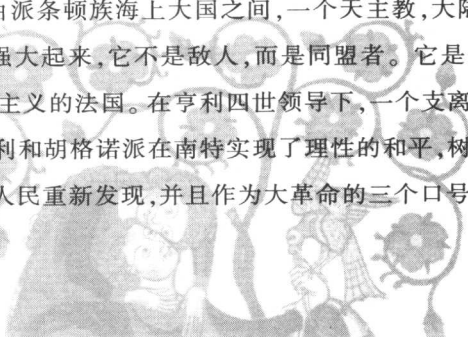 由派条顿族海上大国之间,一个天主教,大陆
强大起来,它不是敌人,而是同盟者。它是
主义的法国。在亨利四世领导下,一个支离
利和胡格诺派在南特实现了理性的和平,树
人民重新发现,并且作为大革命的三个口号